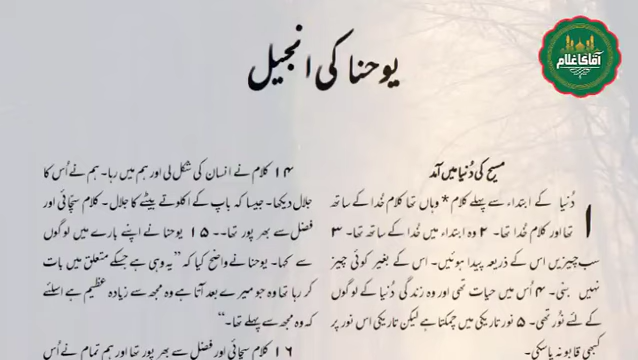 آقا کا غلام
یوحنا کی انجیل
مسیح کی دُنیا میں آمد
۱ دُنیا کے ابتداء سے پہلے کلام* وہاں تھا کلام خُدا کے ساتھ
تھا اور کلام خُدا تھا۔ ۲ وہ ابتداء میں خُدا کے ساتھ تھا۔ ۳
سب چیزیں اس کے ذریعہ پیدا ہوئیں۔ اس کے بغیر کوئی چیز
نہیں بنی۔ ۴ اُس میں حیات تھی اور وہ زندگی دُنیا کے لوگوں
کے لئے نُور تھی۔ ۵ نور تاریکی میں چمکتا ہے لیکن تاریکی اس نور پر
کبھی قابو نہ پاسکی۔
۱۴ کلام نے انسان کی شکل لی اور ہم میں رہا۔ ہم نے اُس کا
جلال دیکھا۔ جیسا کہ باپ کے اکلوتے بیٹے کا جلال۔ کلام سچّائی اور
فضل سے بھر پور تھا۔۔ ۱۵ یوحنا نے اپنے بارے میں لوگوں
سے کہا۔ یوحنا نے واضح کیا کہ ”یہ وہی ہے جسکے متعلق میں بات
کر رہا تھا وہ جو میرے بعد آتا ہے وہ مجھ سے زیادہ عظیم ہے اسلئے
کہ وہ مجھ سے پہلے تھا۔“
۱۶ کلام سچائی اور فضل سے بھر پور تھا اور ہم تمام نے اُس